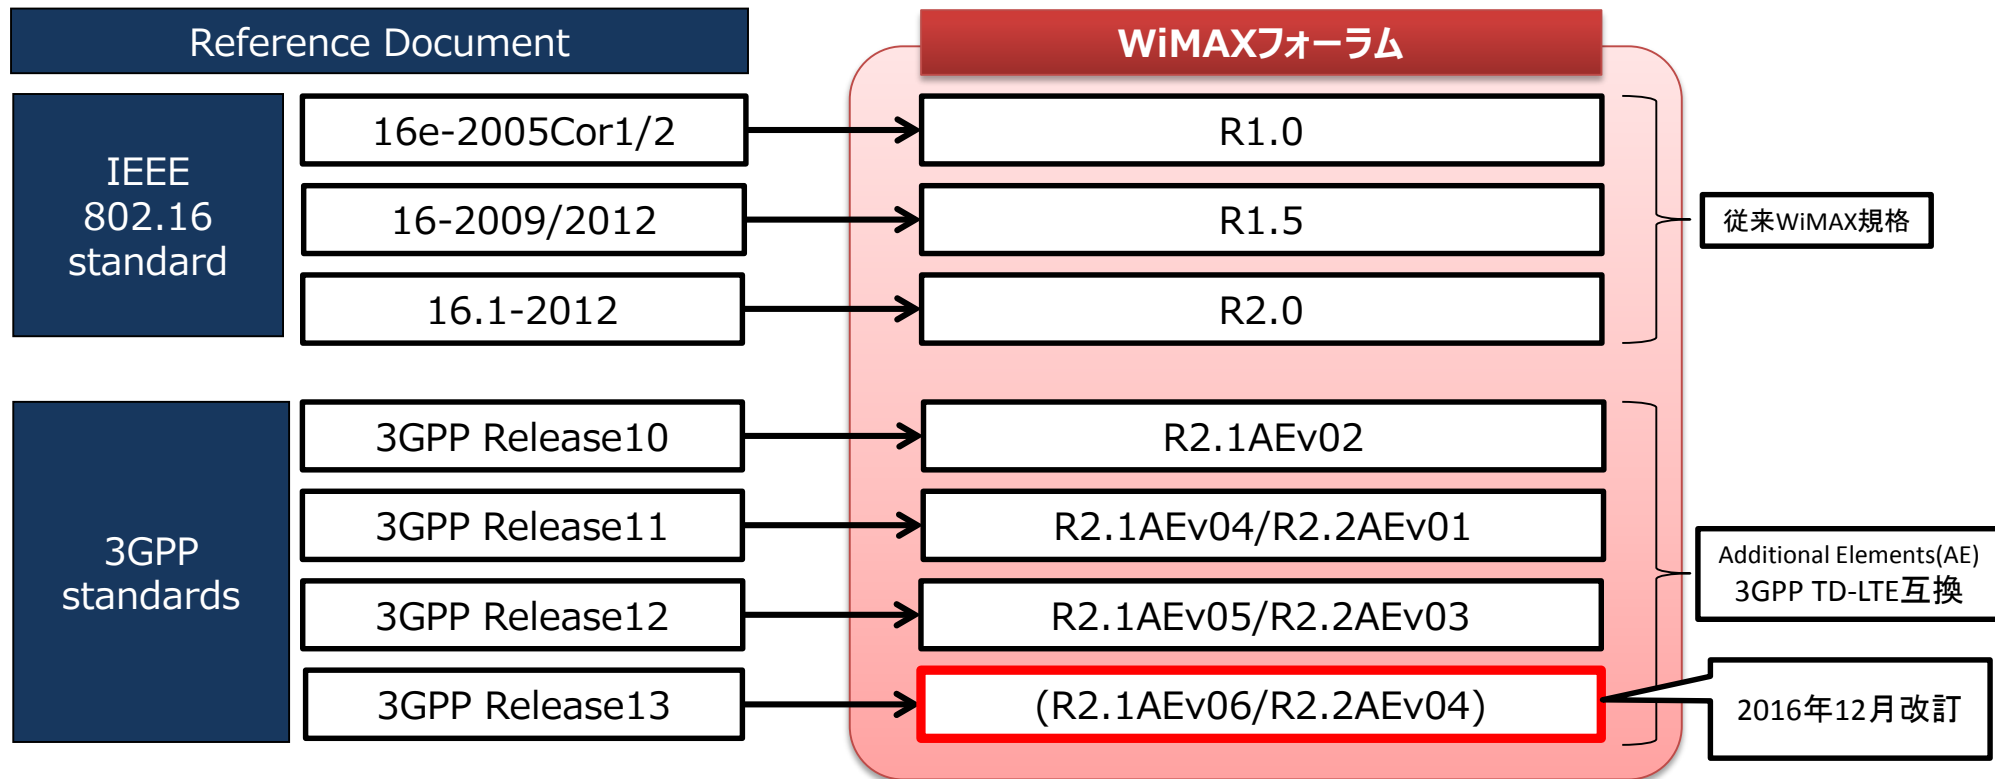 Reference Document
WiMAXフォーラム
IEEE
802.16
standard
16e-2005Cor1/2
R1.0
16-2009/2012
R1.5
16.1-2012
R2.0
従来WiMAX規格
3GPP
standards
3GPP Release10
R2.1AEv02
3GPP Release11
R2.1AEv04/R2.2AEv01
3GPP Release12
R2.1AEv05/R2.2AEv03
3GPP Release13
(R2.1AEv06/R2.2AEv04)
Additional Elements(AE)
3GPP TD-LTE互換
2016年12月改訂